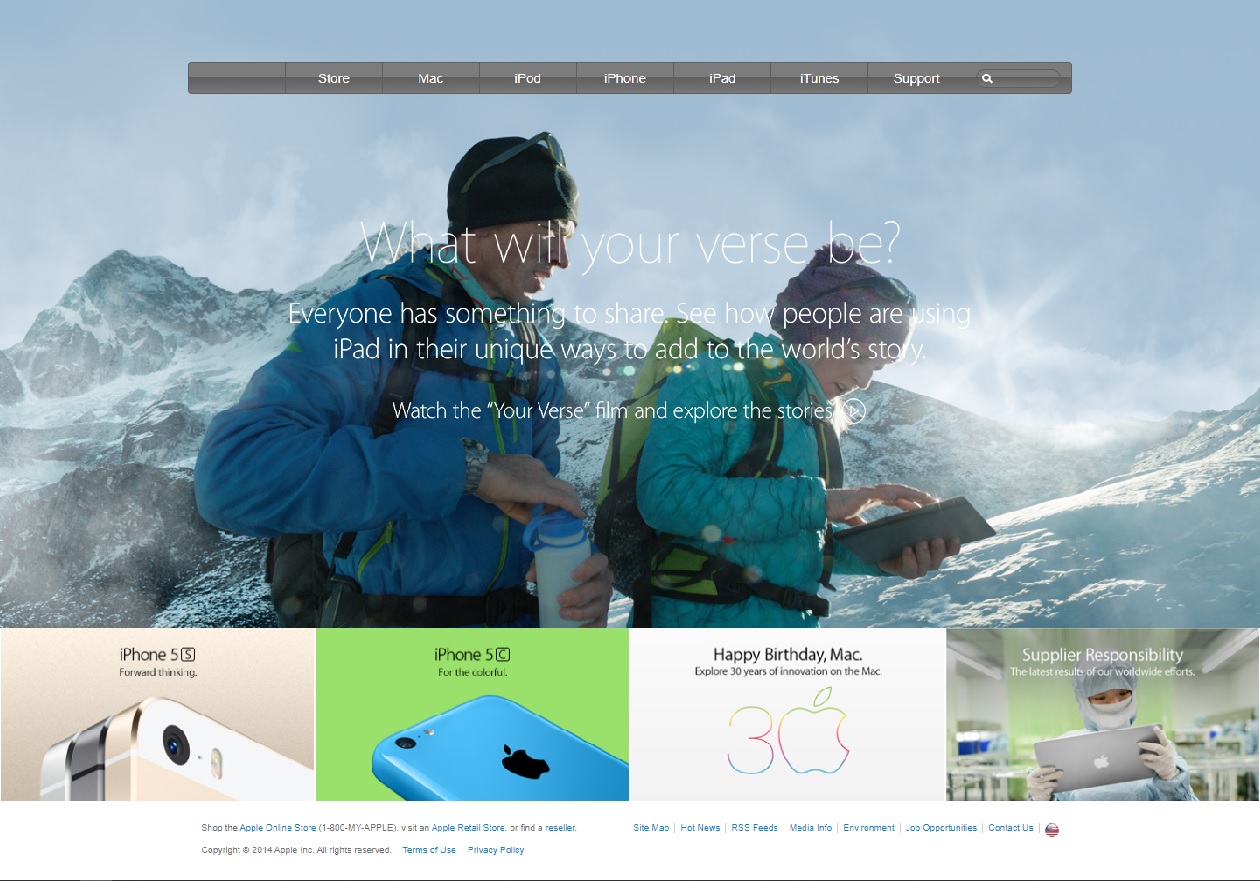 Store Mac iPod iPhone iPad iTunes Support
What will your verse be?
Everyone has something to share. See how people are using
iPad in their unique ways to add to the world's story.
Watch the “Your Verse” film and explore the stories
iPhone 5 S
Forward thinking.
iPhone 5 C
For the colorful.
Happy Birthday, Mac.
Explore 30 years of innovation on the Mac.
30
Supplier Responsibility
The latest results of our worldwide efforts.
Shop the Apple Online Store (1-800-MY-APPLE), visit an Apple Retail Store, or find a reseller.
Site Map | Hot News | RSS Feeds Media Info | Environment | Job Opportunities | Contact Us |
Copyright © 2014 Apple Inc. All rights reserved. Terms of Use Privacy Policy